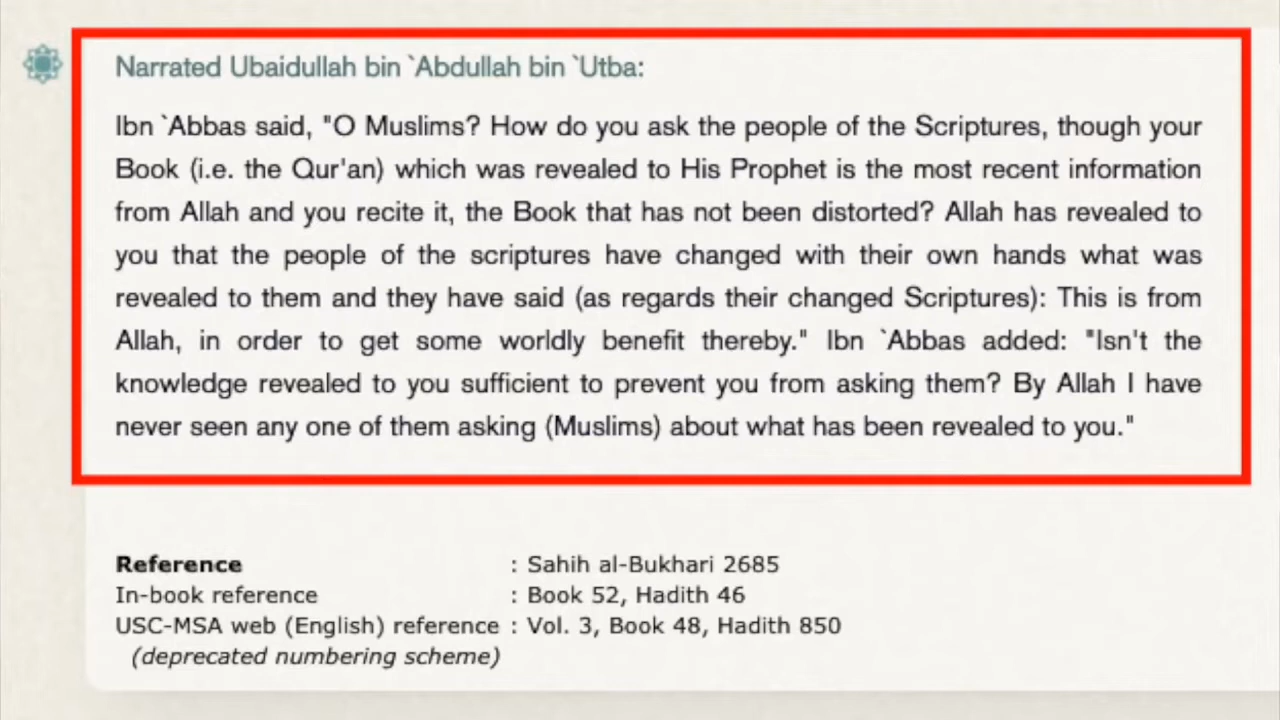 Narrated Ubaidullah bin `Abdullah bin `Utba:
Ibn `Abbas said, "O Muslims? How do you ask the people of the Scriptures, though your
Book (i.e. the Qur'an) which was revealed to His Prophet is the most recent information
from Allah and you recite it, the Book that has not been distorted? Allah has revealed to
you that the people of the scriptures have changed with their own hands what was
revealed to them and they have said (as regards their changed Scriptures): This is from
Allah, in order to get some worldly benefit thereby." Ibn `Abbas added: "Isn't the
knowledge revealed to you sufficient to prevent you from asking them? By Allah I have
never seen any one of them asking (Muslims) about what has been revealed to you."
Reference : Sahih al-Bukhari 2685
In-book reference : Book 52, Hadith 46
USC-MSA web (English) reference : Vol. 3, Book 48, Hadith 850
(deprecated numbering scheme)